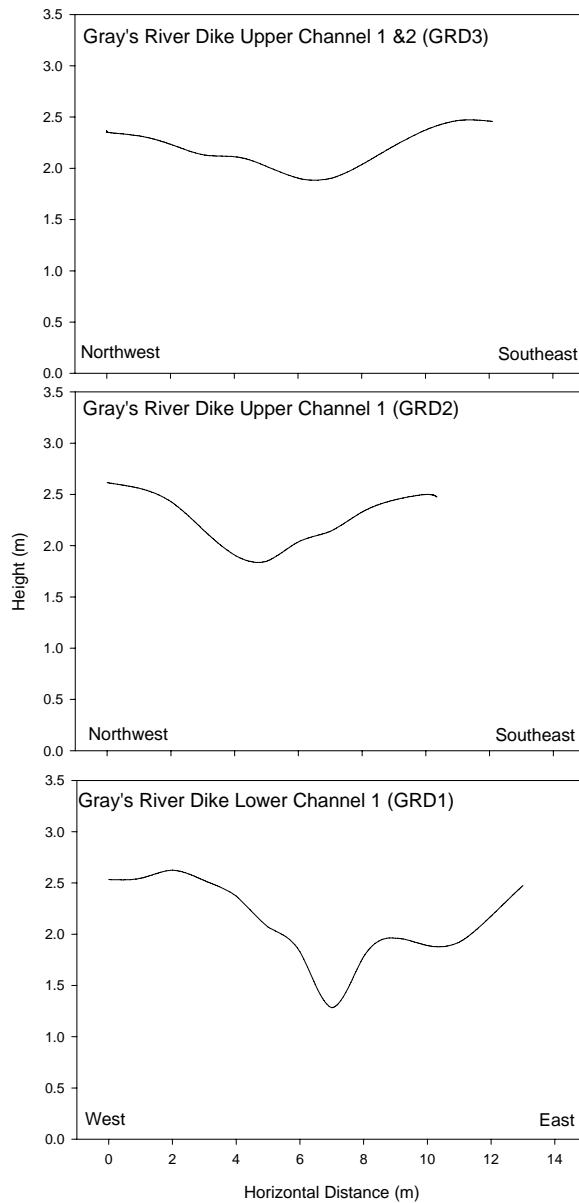 3.5
Gray's River Dike Upper Channel 1 &2 (GRD3)
3.0
2.5
2.0
1.5
1.0
0.5
0.0
Northwest
Southeast
3.5
Gray's River Dike Upper Channel 1 (GRD2)
3.0
2.5
2.0
1.5
1.0
0.5
0.0
Northwest
Southeast
Height (m)
3.5
Gray's River Dike Lower Channel 1 (GRD1)
3.0
2.5
2.0
1.5
1.0
0.5
0.0
West
East
0 2 4 6 8 10 12 14
Horizontal Distance (m)